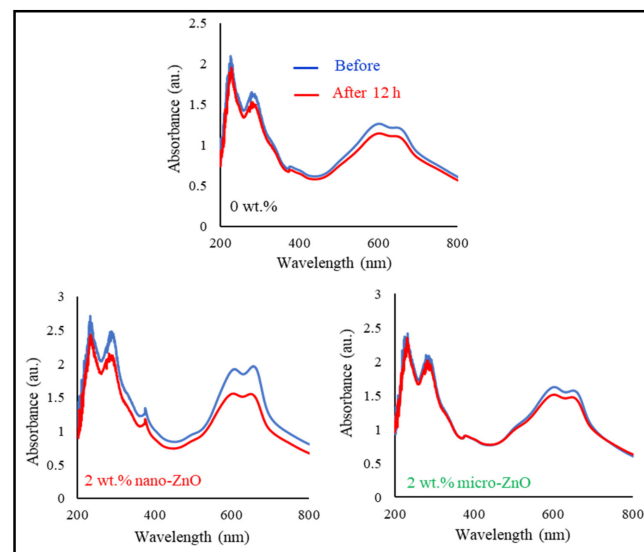 2.5
2
1.5
1
0.5
0
Absorbance (au.)
Before
After 12 h
0 wt.%
200 400 600 800
Wavelength (nm)
3
2.5
2
1.5
1
0.5
0
Absorbance (au.)
2 wt.% nano-ZnO
200 400 600 800
Wavelength (nm)
3
2.5
2
1.5
1
0.5
0
Absorbance (au.)
2 wt.% micro-ZnO
200 400 600 800
Wavelength (nm)